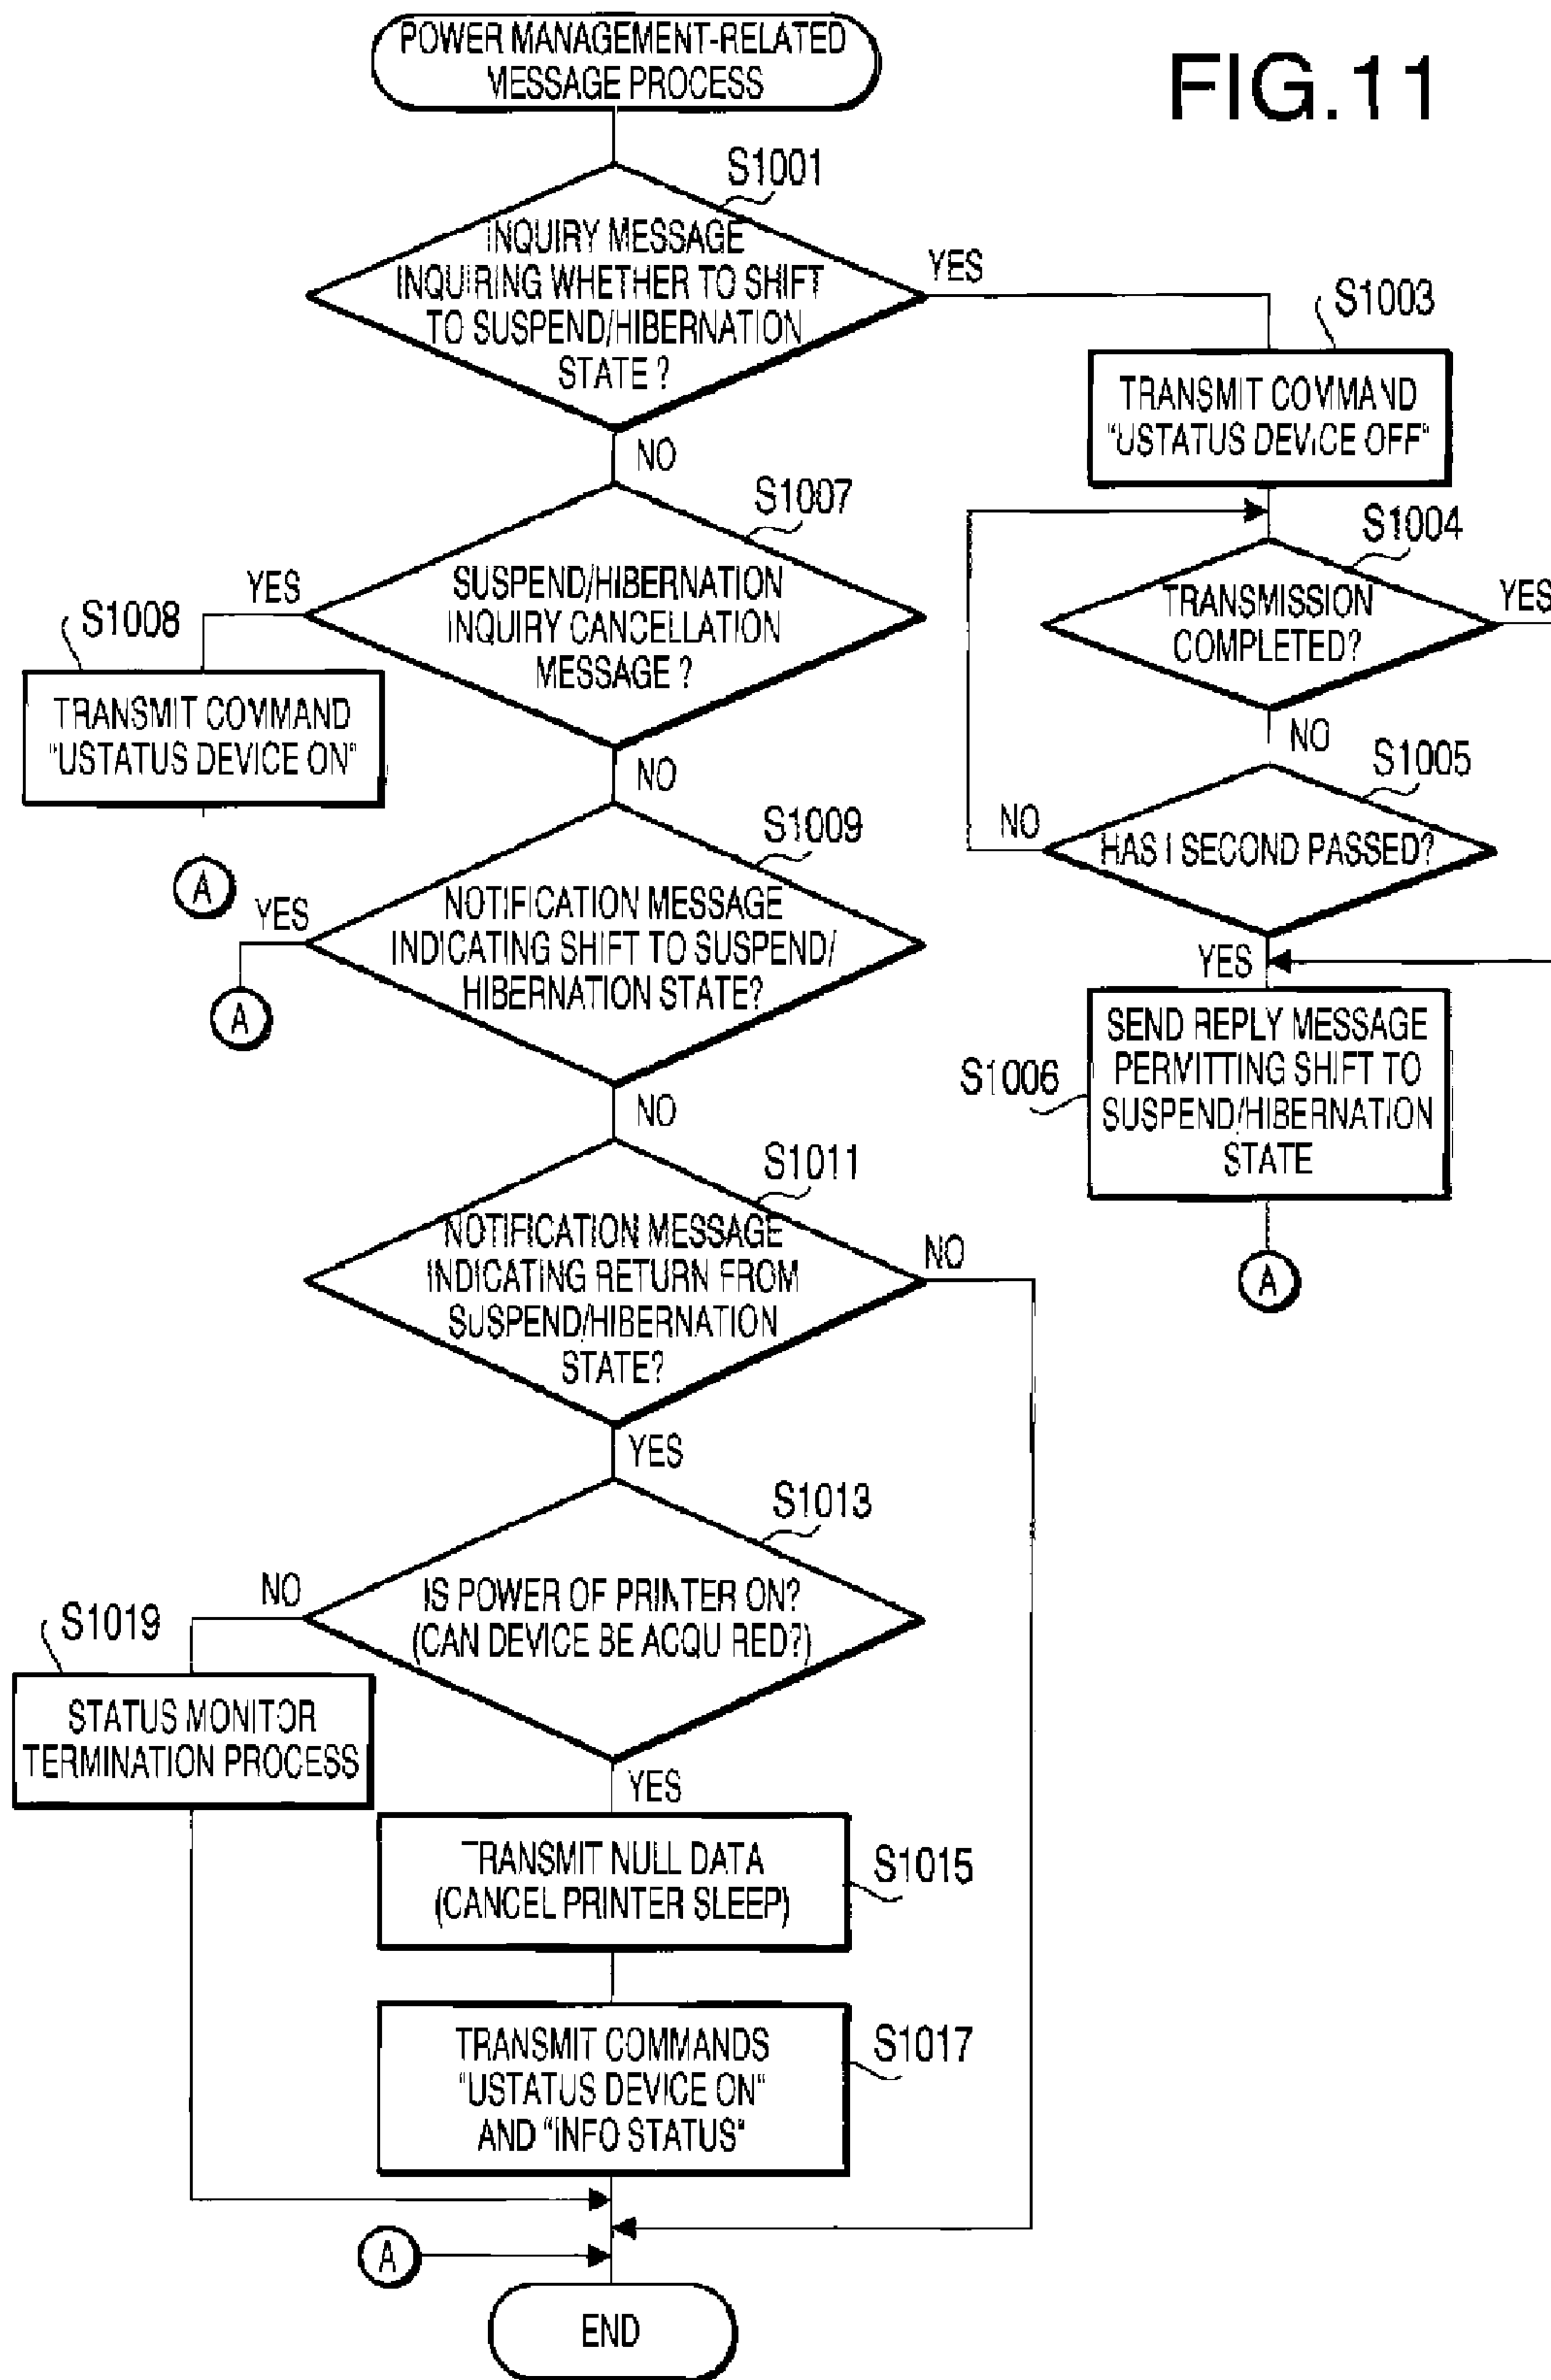 POWER MANAGEMENT-RELATED
MESSAGE PROCESS
FIG.11
S1001
INQUIRY MESSAGE
INQUIRING WHETHER TO SHIFT
TO SUSPEND/HIBERNATION
STATE ?
YES
NO
S1003
TRANSMIT COMMAND
"USTATUS DEVICE OFF"
S1004
TRANSMISSION
COMPLETED?
YES
NO
S1005
HAS 1 SECOND PASSED?
NO
YES
S1006
SEND REPLY MESSAGE
PERMITTING SHIFT TO
SUSPEND/HIBERNATION
STATE
A
S1007
SUSPEND/HIBERNATION
INQUIRY CANCELLATION
MESSAGE ?
YES
NO
S1008
TRANSMIT COMMAND
"USTATUS DEVICE ON"
A
S1009
NOTIFICATION MESSAGE
INDICATING SHIFT TO SUSPEND/
HIBERNATION STATE?
YES
A
NO
S1011
NOTIFICATION MESSAGE
INDICATING RETURN FROM
SUSPEND/HIBERNATION
STATE?
NO
YES
S1013
IS POWER OF PRINTER ON?
(CAN DEVICE BE ACQUIRED?)
NO
YES
S1019
STATUS MONITOR
TERMINATION PROCESS
TRANSMIT NULL DATA
(CANCEL PRINTER SLEEP)
S1015
TRANSMIT COMMANDS
"USTATUS DEVICE ON"
AND "INFO STATUS"
S1017
A
END